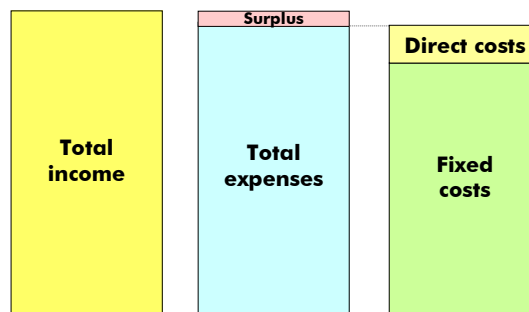 Surplus
Direct costs
Total
income
Total
expenses
Fixed
costs